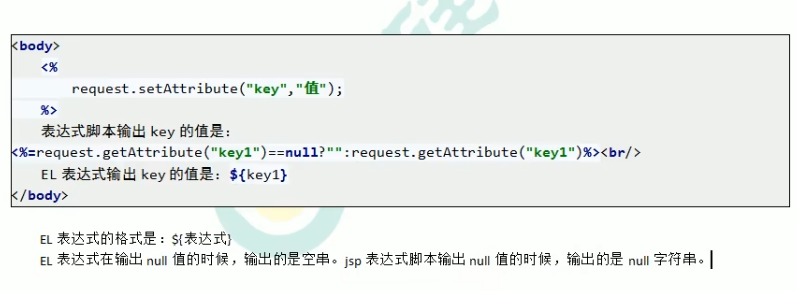 <body>
<%
request.setAttribute("key","值");
%>
表达式脚本输出 key 的值是：
<%=request.getAttribute("key1")==null?"":request.getAttribute("key1")%><br/>
EL 表达式输出 key 的值是：${key1}
</body>
EL 表达式的格式是：${表达式}
EL 表达式在输出 null 值的时候，输出的是空串。jsp 表达式脚本输出 null 值的时候，输出的是 null 字符串。